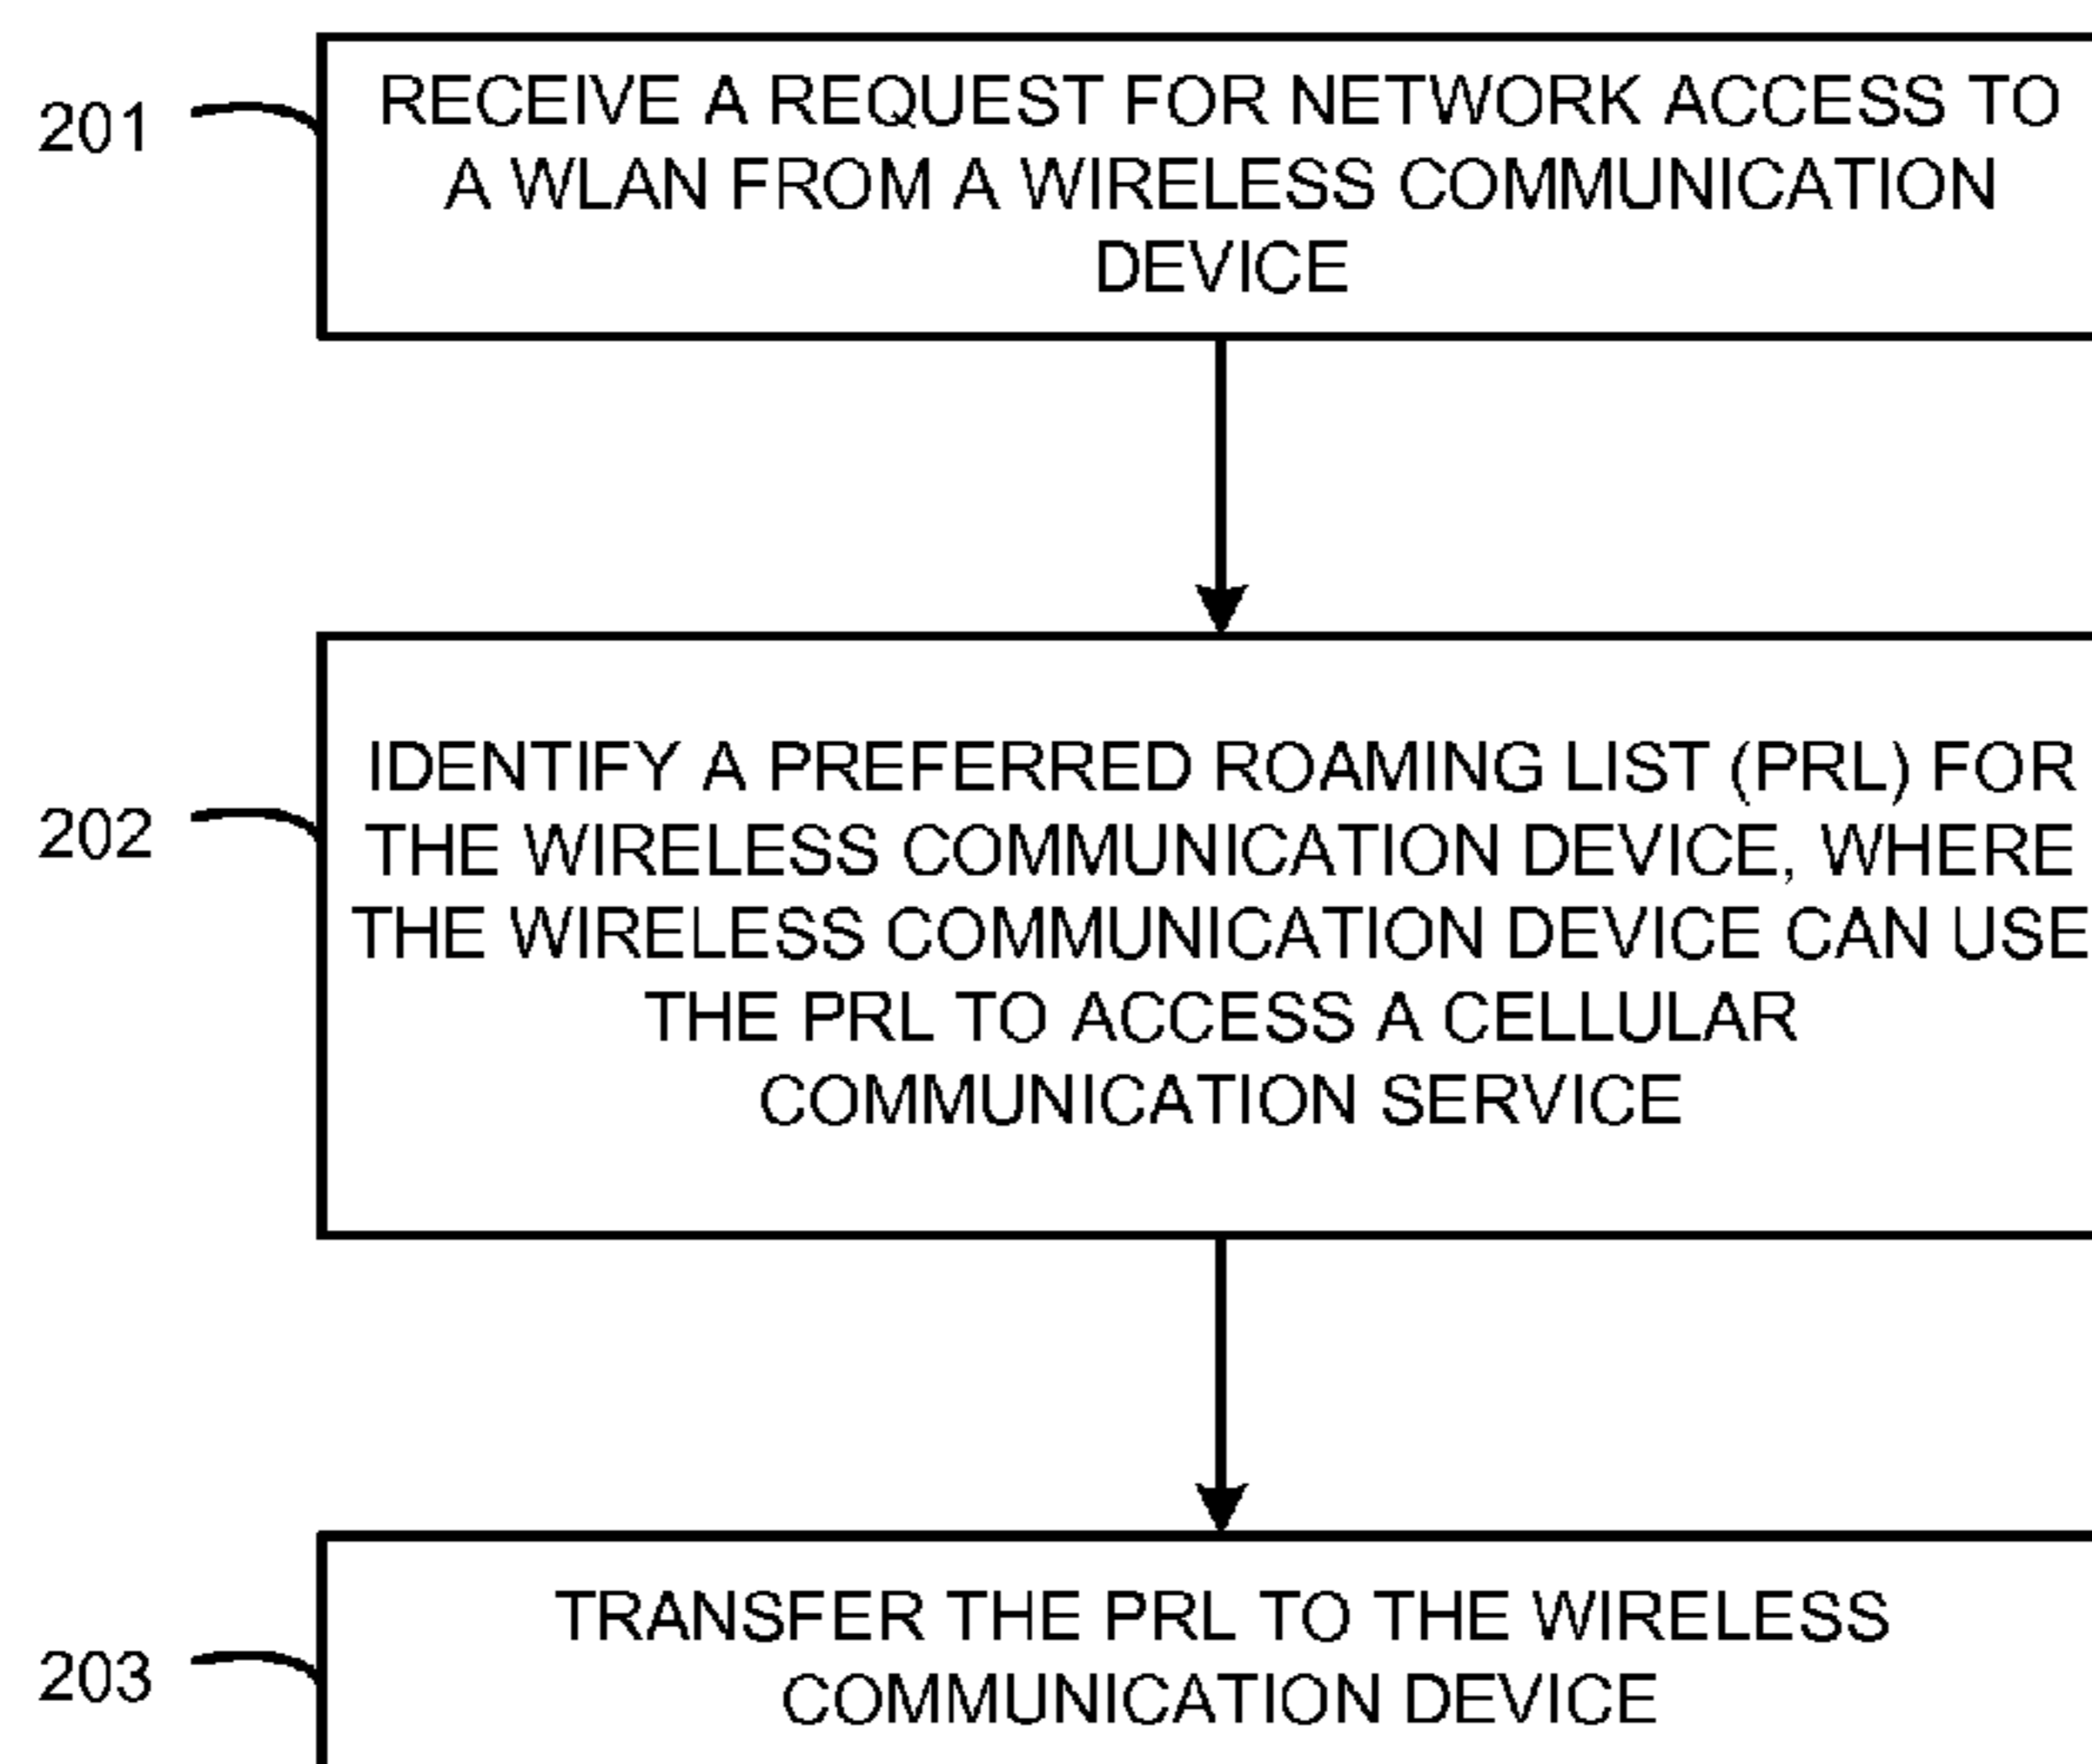 201
RECEIVE A REQUEST FOR NETWORK ACCESS TO
A WLAN FROM A WIRELESS COMMUNICATION
DEVICE
202
IDENTIFY A PREFERRED ROAMING LIST (PRL) FOR
THE WIRELESS COMMUNICATION DEVICE, WHERE
THE WIRELESS COMMUNICATION DEVICE CAN USE
THE PRL TO ACCESS A CELLULAR
COMMUNICATION SERVICE
203
TRANSFER THE PRL TO THE WIRELESS
COMMUNICATION DEVICE